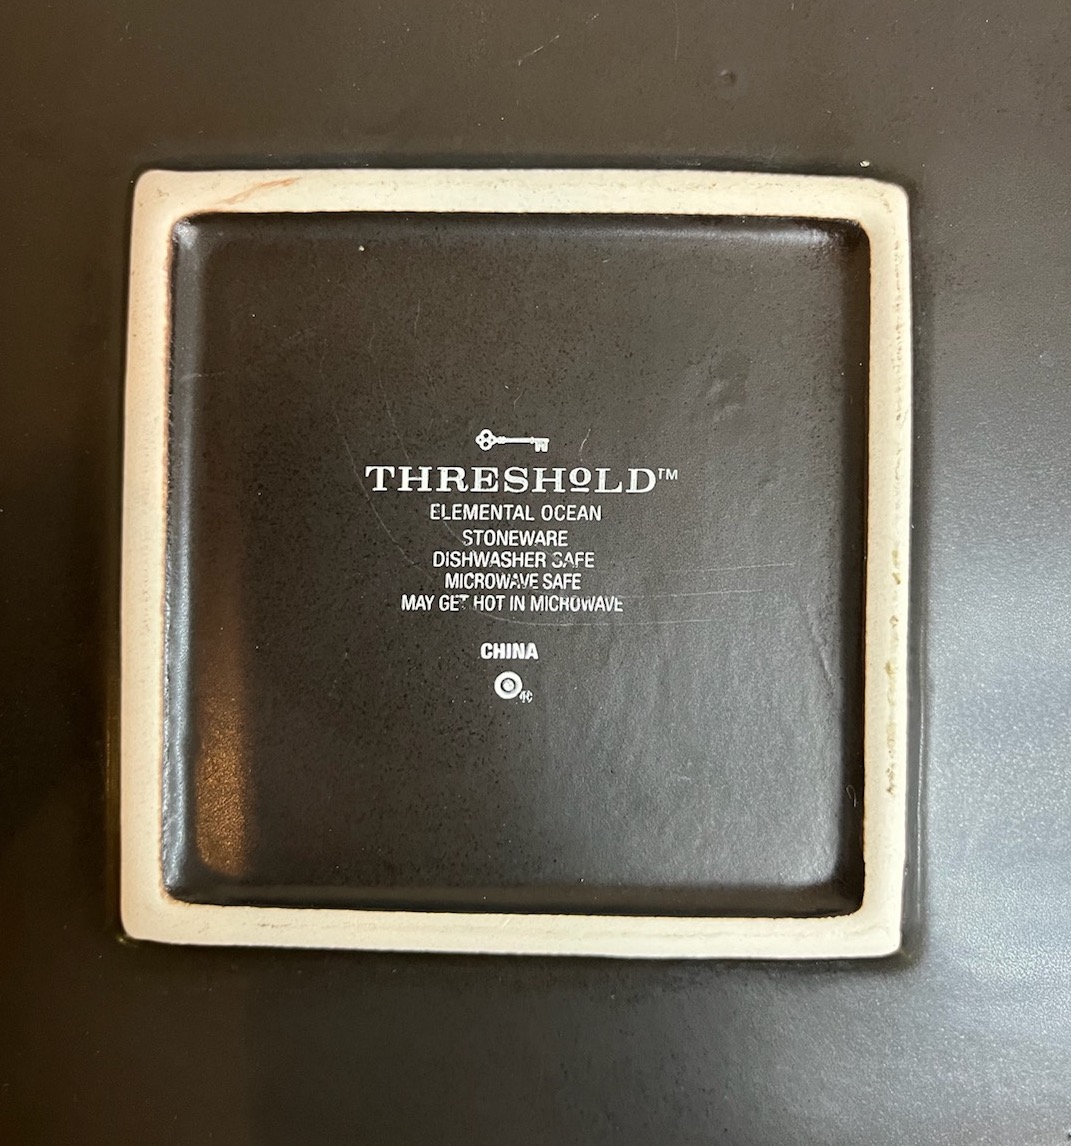 THRESHOLD™
ELEMENTAL OCEAN
STONEWARE
DISHWASHER SAFE
MICROWAVE SAFE
MAY GET HOT IN MICROWAVE
CHINA